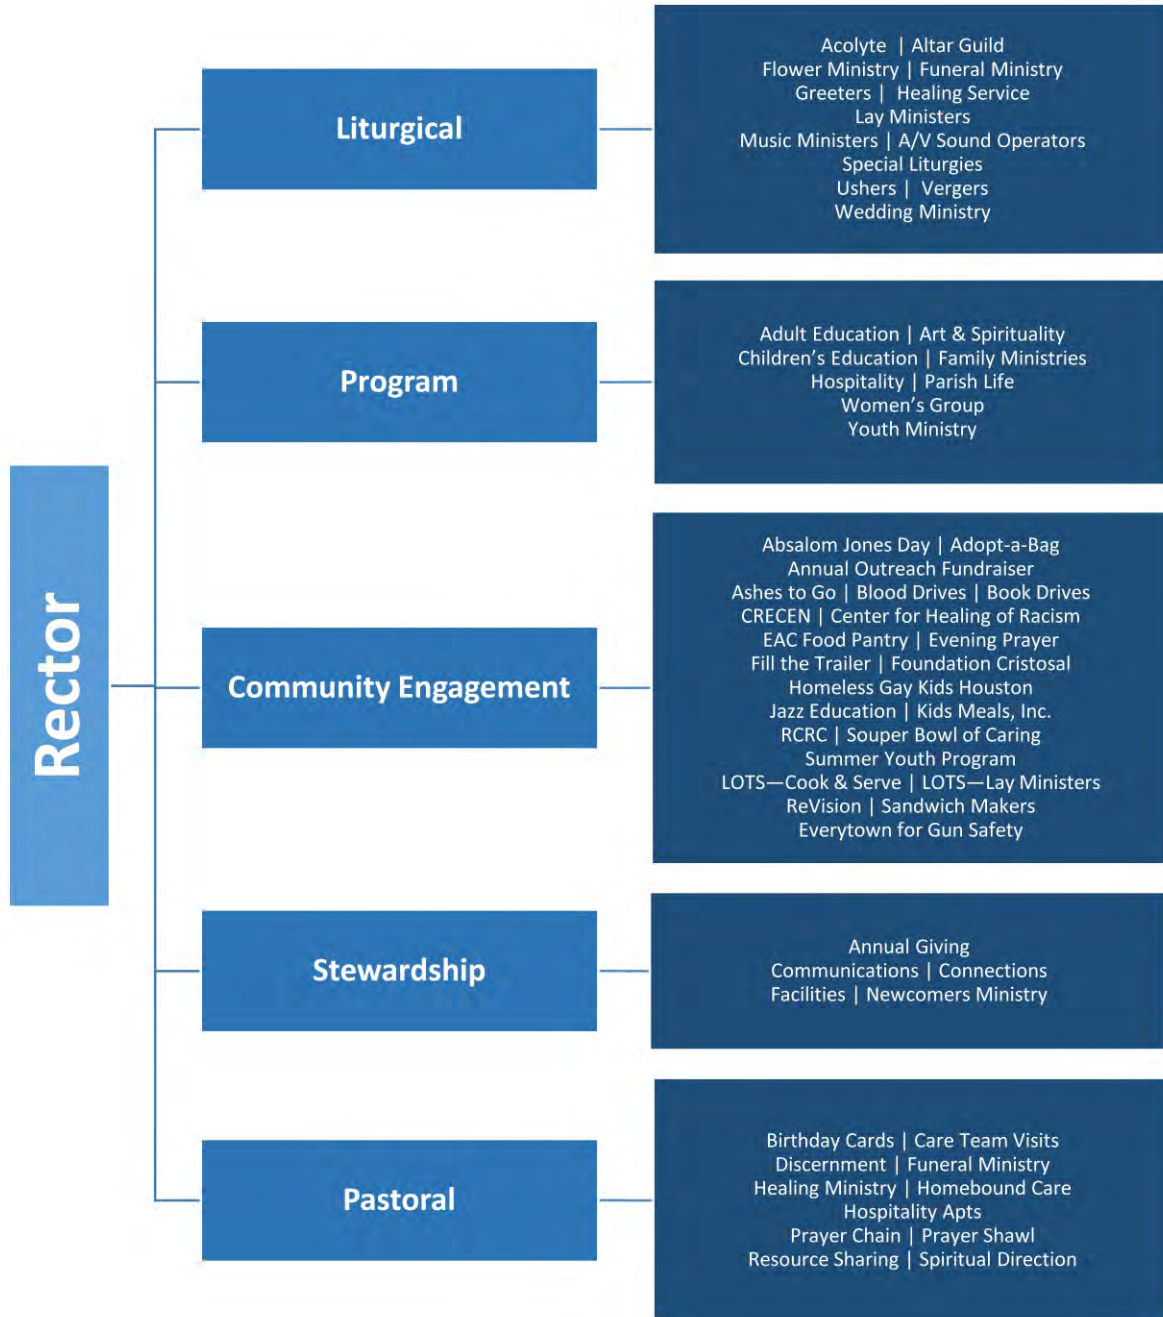 Rector
Liturgical
Acolyte | Altar Guild
Flower Ministry | Funeral Ministry
Greeters | Healing Service
Lay Ministers
Music Ministers | A/V Sound Operators
Special Liturgies
Ushers | Vergers
Wedding Ministry
Program
Adult Education | Art & Spirituality
Children’s Education | Family Ministries
Hospitality | Parish Life
Women’s Group
Youth Ministry
Community Engagement
Absalom Jones Day | Adopt-a-Bag
Annual Outreach Fundraiser
Ashes to Go | Blood Drives | Book Drives
CRECEN | Center for Healing of Racism
EAC Food Pantry | Evening Prayer
Fill the Trailer | Foundation Cristosal
Homeless Gay Kids Houston
Jazz Education | Kids Meals, Inc.
RCRC | Souper Bowl of Caring
Summer Youth Program
LOTS—Cook & Serve | LOTS—Lay Ministers
ReVision | Sandwich Makers
Everytown for Gun Safety
Stewardship
Annual Giving
Communications | Connections
Facilities | Newcomers Ministry
Pastoral
Birthday Cards | Care Team Visits
Discernment | Funeral Ministry
Healing Ministry | Homebound Care
Hospitality Apts
Prayer Chain | Prayer Shawl
Resource Sharing | Spiritual Direction